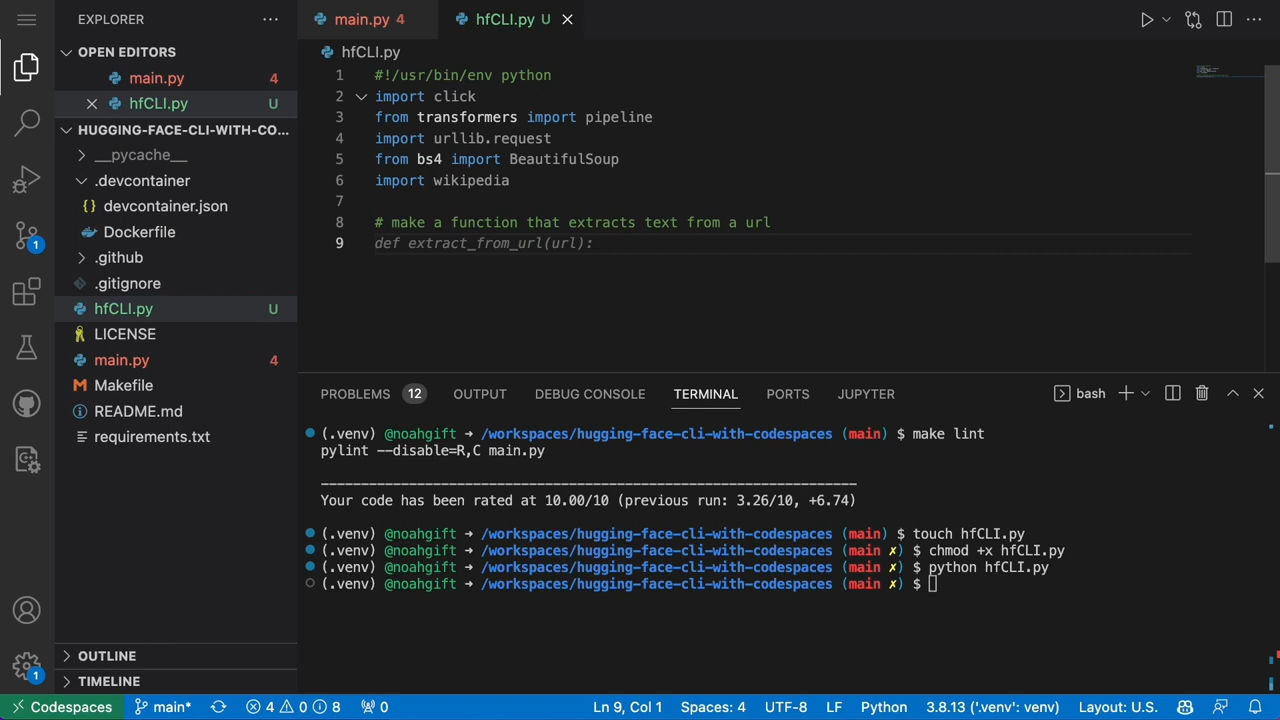 EXPLORER
OPEN EDITORS
main.py 4
hfCLI.py U
HUGGING-FACE-CLI-WITH-CO...
__pycache__
.devcontainer
{} devcontainer.json
Dockerfile
.github
.gitignore
hfCLI.py U
LICENSE
main.py 4
Makefile
README.md
requirements.txt
OUTLINE
TIMELINE
main.py 4
hfCLI.py U
hfCLI.py
1 #!/usr/bin/env python
2 import click
3 from transformers import pipeline
4 import urllib.request
5 from bs4 import BeautifulSoup
6 import wikipedia
7
8 # make a function that extracts text from a url
9 def extract_from_url(url):
PROBLEMS 12 OUTPUT DEBUG CONSOLE TERMINAL PORTS JUPYTER bash
(.venv) @noahgift → /workspaces/hugging-face-cli-with-codespaces (main) $ make lint
pylint --disable=R,C main.py
--------------------------------------------------------------------
Your code has been rated at 10.00/10 (previous run: 3.26/10, +6.74)
(.venv) @noahgift → /workspaces/hugging-face-cli-with-codespaces (main) $ touch hfCLI.py
(.venv) @noahgift → /workspaces/hugging-face-cli-with-codespaces (main ✗) $ chmod +x hfCLI.py
(.venv) @noahgift → /workspaces/hugging-face-cli-with-codespaces (main ✗) $ python hfCLI.py
(.venv) @noahgift → /workspaces/hugging-face-cli-with-codespaces (main ✗) $
1
1
Codespaces main* 4 0 8 0 Ln 9, Col 1 Spaces: 4 UTF-8 LF Python 3.8.13 ('.venv': venv) Layout: U.S.